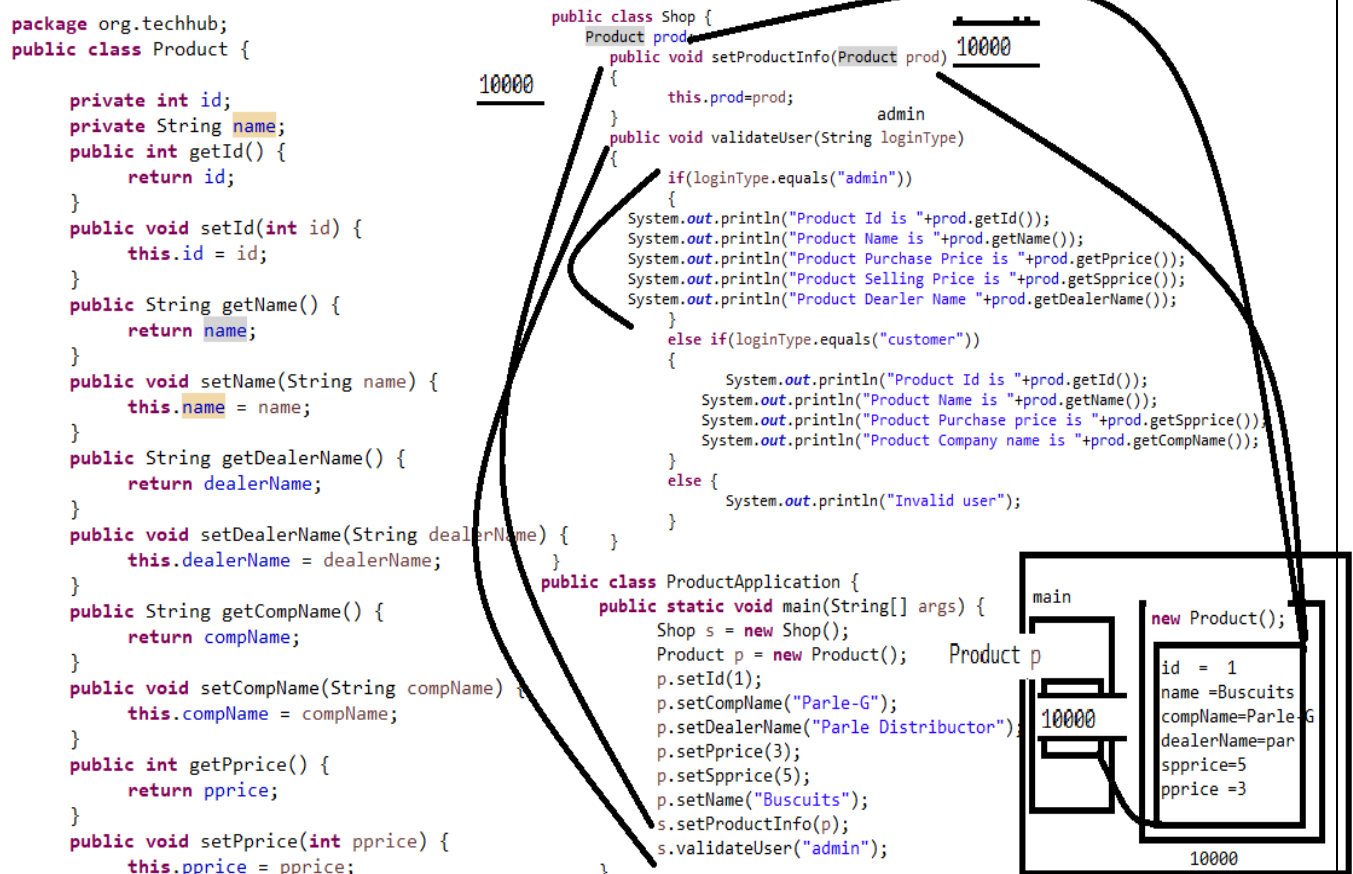 package org.techhub;
public class Product {
private int id;
private String name;
public int getId() {
return id;
}
public void setId(int id) {
this.id = id;
}
public String getName() {
return name;
}
public void setName(String name) {
this.name = name;
}
public String getDealerName() {
return dealerName;
}
public void setDealerName(String dealerName) {
this.dealerName = dealerName;
}
public String getCompName() {
return compName;
}
public void setCompName(String compName) {
this.compName = compName;
}
public int getPprice() {
return pprice;
}
public void setPprice(int pprice) {
this.pprice = pprice;
10000
public class Shop {
Product prod;
public void setProductInfo(Product prod)
10000
{
this.prod=prod;
}
admin
public void validateUser(String loginType)
{
if(loginType.equals("admin"))
{
System.out.println("Product Id is "+prod.getId());
System.out.println("Product Name is "+prod.getName());
System.out.println("Product Purchase Price is "+prod.getPprice());
System.out.println("Product Selling Price is "+prod.getSpprice());
System.out.println("Product Dearler Name "+prod.getDealerName());
}
else if(loginType.equals("customer"))
{
System.out.println("Product Id is "+prod.getId());
System.out.println("Product Name is "+prod.getName());
System.out.println("Product Purchase price is "+prod.getSpprice());
System.out.println("Product Company name is "+prod.getCompName());
}
else {
System.out.println("Invalid user");
}
}
}
public class ProductApplication {
public static void main(String[] args) {
Shop s = new Shop();
Product p = new Product();
p.setId(1);
p.setCompName("Parle-G");
p.setDealerName("Parle Distribuctor");
p.setPprice(3);
p.setSpprice(5);
p.setName("Buscuits");
s.setProductInfo(p);
s.validateUser("admin");
}
main
Product p
10000
new Product();
id = 1
name =Buscuits
compName=Parle-G
dealerName=par
spprice=5
pprice =3
10000